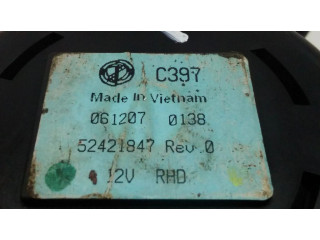 C397
Made In Vietnam
061207 0138
52421847 Rev.0
12V RHD